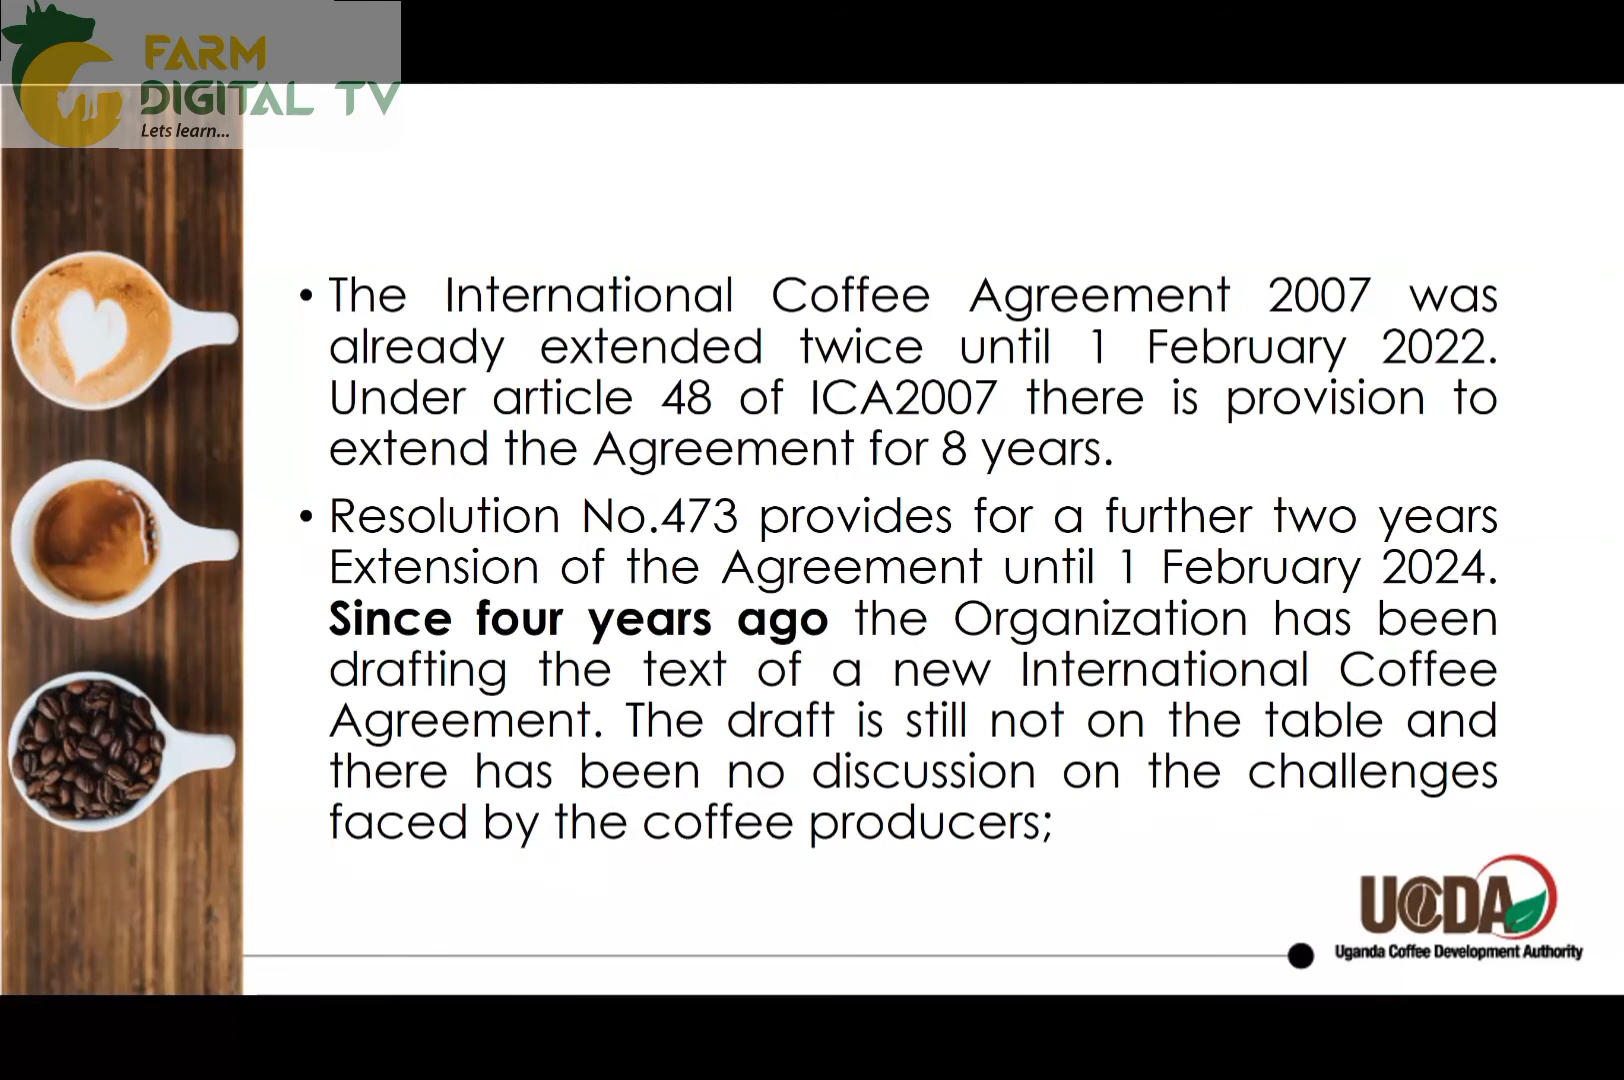 FARM
DIGITAL TV
Lets learn...
• The International Coffee Agreement 2007 was
already extended twice until 1 February 2022.
Under article 48 of ICA2007 there is provision to
extend the Agreement for 8 years.
• Resolution No.473 provides for a further two years
Extension of the Agreement until 1 February 2024.
Since four years ago the Organization has been
drafting the text of a new International Coffee
Agreement. The draft is still not on the table and
there has been no discussion on the challenges
faced by the coffee producers;
UCDA
Uganda Coffee Development Authority